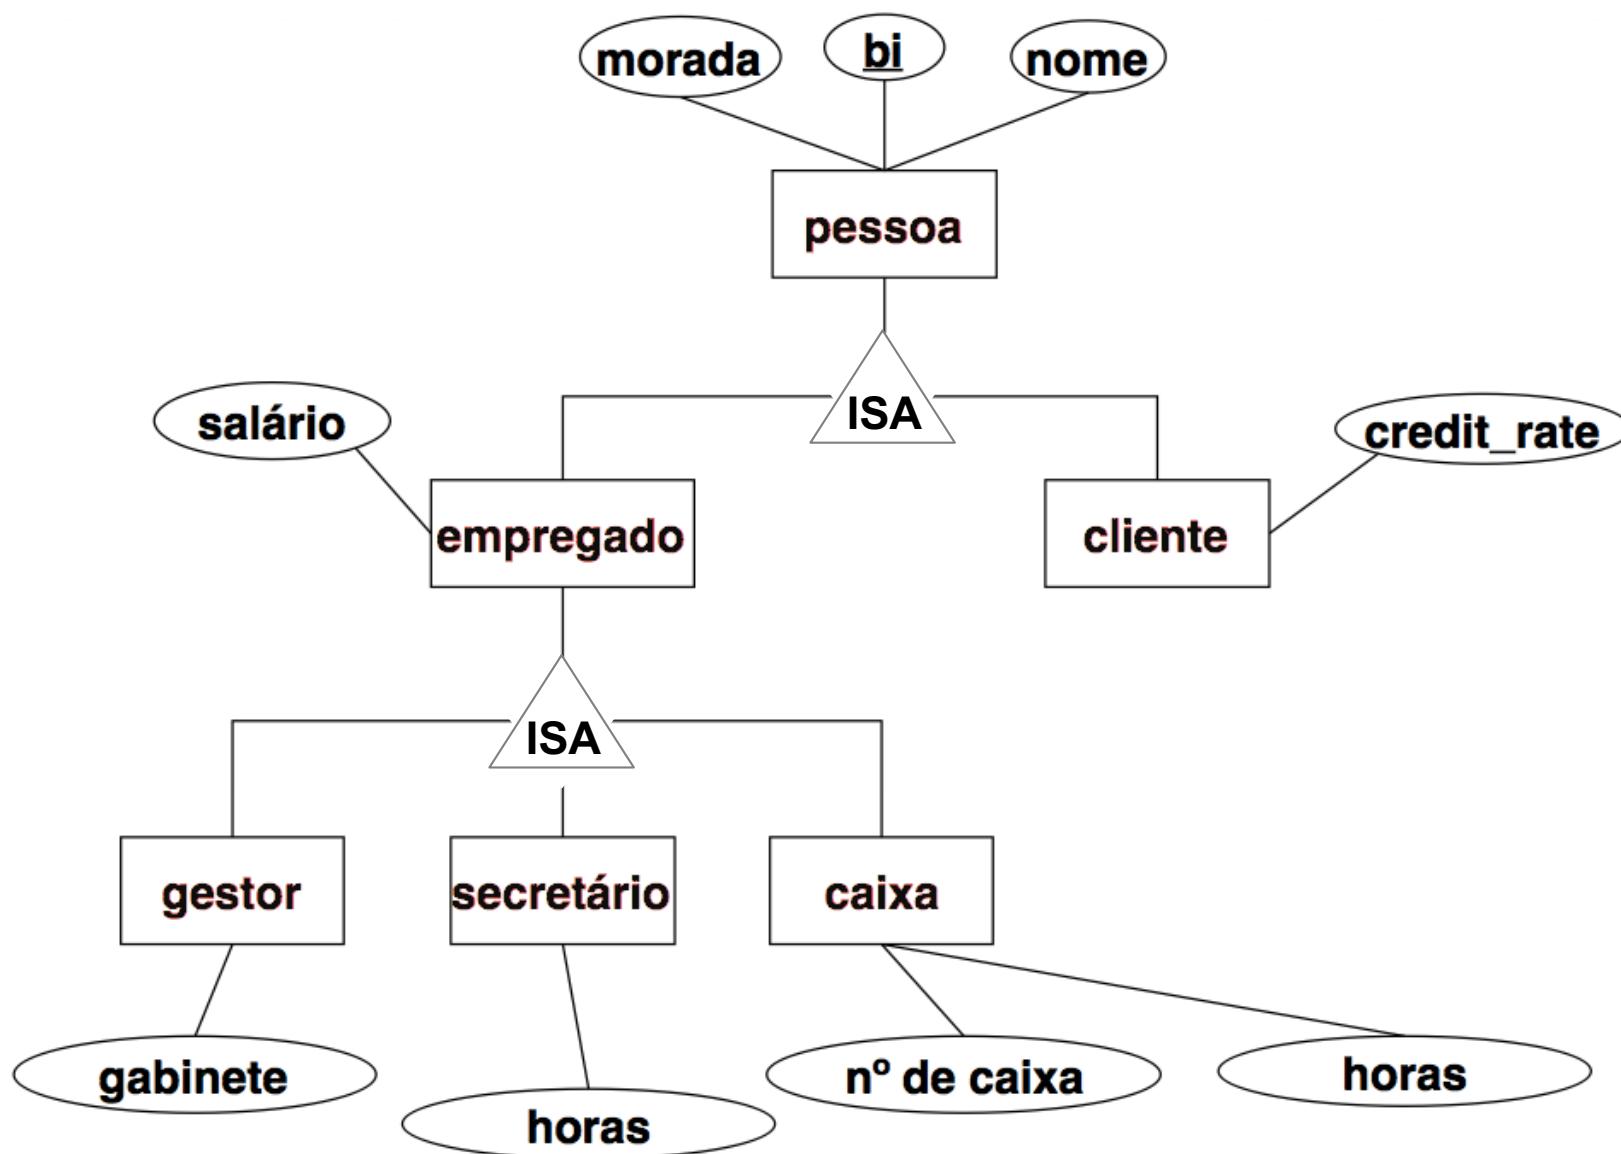 morada
bi
nome
pessoa
ISA
salário
credit_rate
empregado
cliente
ISA
gestor
secretário
caixa
gabinete
nº de caixa
horas
horas